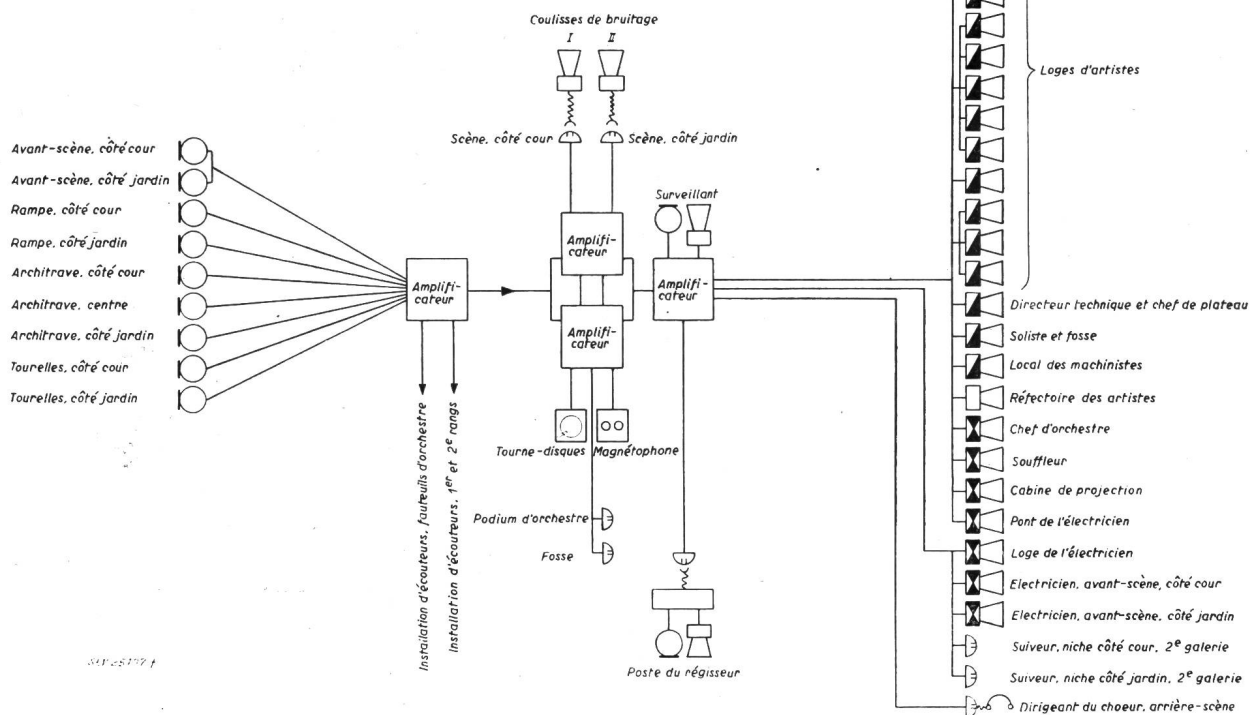 Coulisses de bruitage
I II
Scène, côté cour
Scène, côté jardin
Avant-scène, côté cour
Avant-scène, côté jardin
Rampe, côté cour
Rampe, côté jardin
Architrave, côté cour
Architrave, centre
Architrave, côté jardin
Tourelles, côté cour
Tourelles, côté jardin
Amplifi-
cateur
Installation d'écouteurs, fauteuils d'orchestre
Installation d'écouteurs, 1er et 2e rangs
Amplifi-
cateur
Amplifi-
cateur
Tourne-disques
Magnétophone
Podium d'orchestre
Fosse
Surveillant
Amplifi-
cateur
Poste du régisseur
Loges d'artistes
Directeur technique et chef de plateau
Soliste et fosse
Local des machinistes
Réfectoire des artistes
Chef d'orchestre
Souffleur
Cabine de projection
Pont de l'électricien
Loge de l'électricien
Electricien, avant-scène, côté cour
Electricien, avant-scène, côté jardin
Suiveur, niche côté cour, 2e galerie
Suiveur, niche côté jardin, 2e galerie
Dirigeant du choeur, arrière-scène